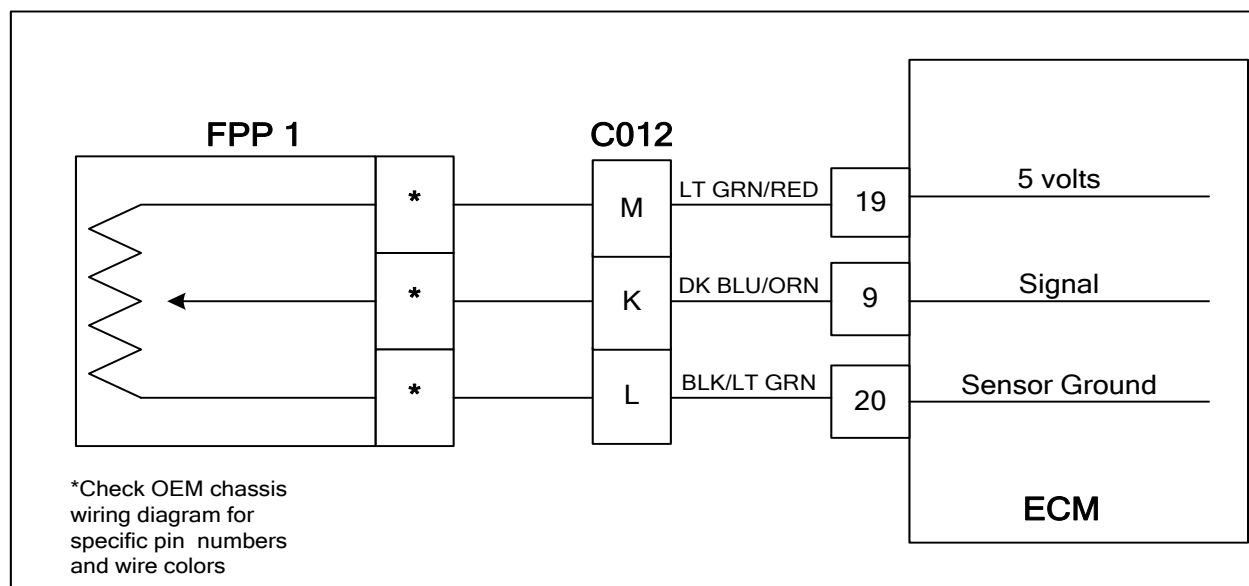 FPP 1
C012
* M LT GRN/RED 19 5 volts
* K DK BLU/ORN 9 Signal
* L BLK/LT GRN 20 Sensor Ground
*Check OEM chassis
wiring diagram for
specific pin numbers
and wire colors
ECM